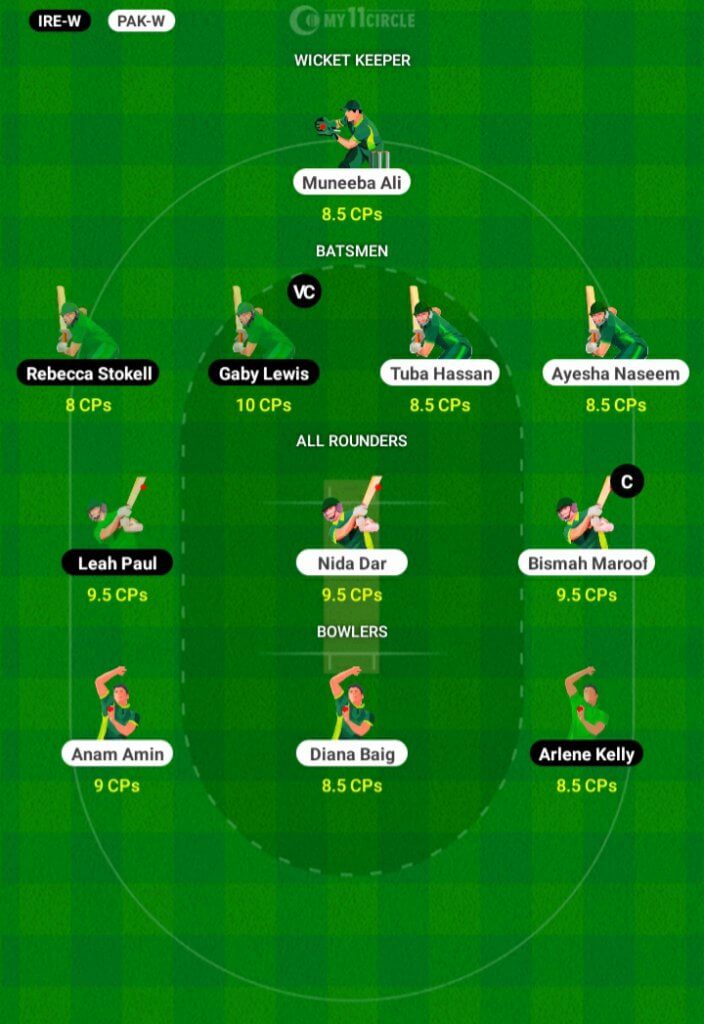 IRE-W PAK-W MY11CIRCLE
WICKET KEEPER
Muneeba Ali
8.5 CPs
BATSMEN
VC
Rebecca Stokell Gaby Lewis Tuba Hassan Ayesha Naseem
8 CPs 10 CPs 8.5 CPs 8.5 CPs
ALL ROUNDERS
C
Leah Paul Nida Dar Bismah Maroof
9.5 CPs 9.5 CPs 9.5 CPs
BOWLERS
Anam Amin Diana Baig Arlene Kelly
9 CPs 8.5 CPs 8.5 CPs